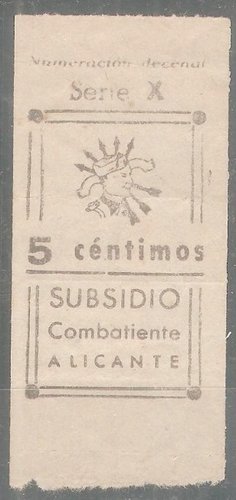 Numeración decenal
Serie X
5 céntimos
SUBSIDIO
Combatiente
ALICANTE